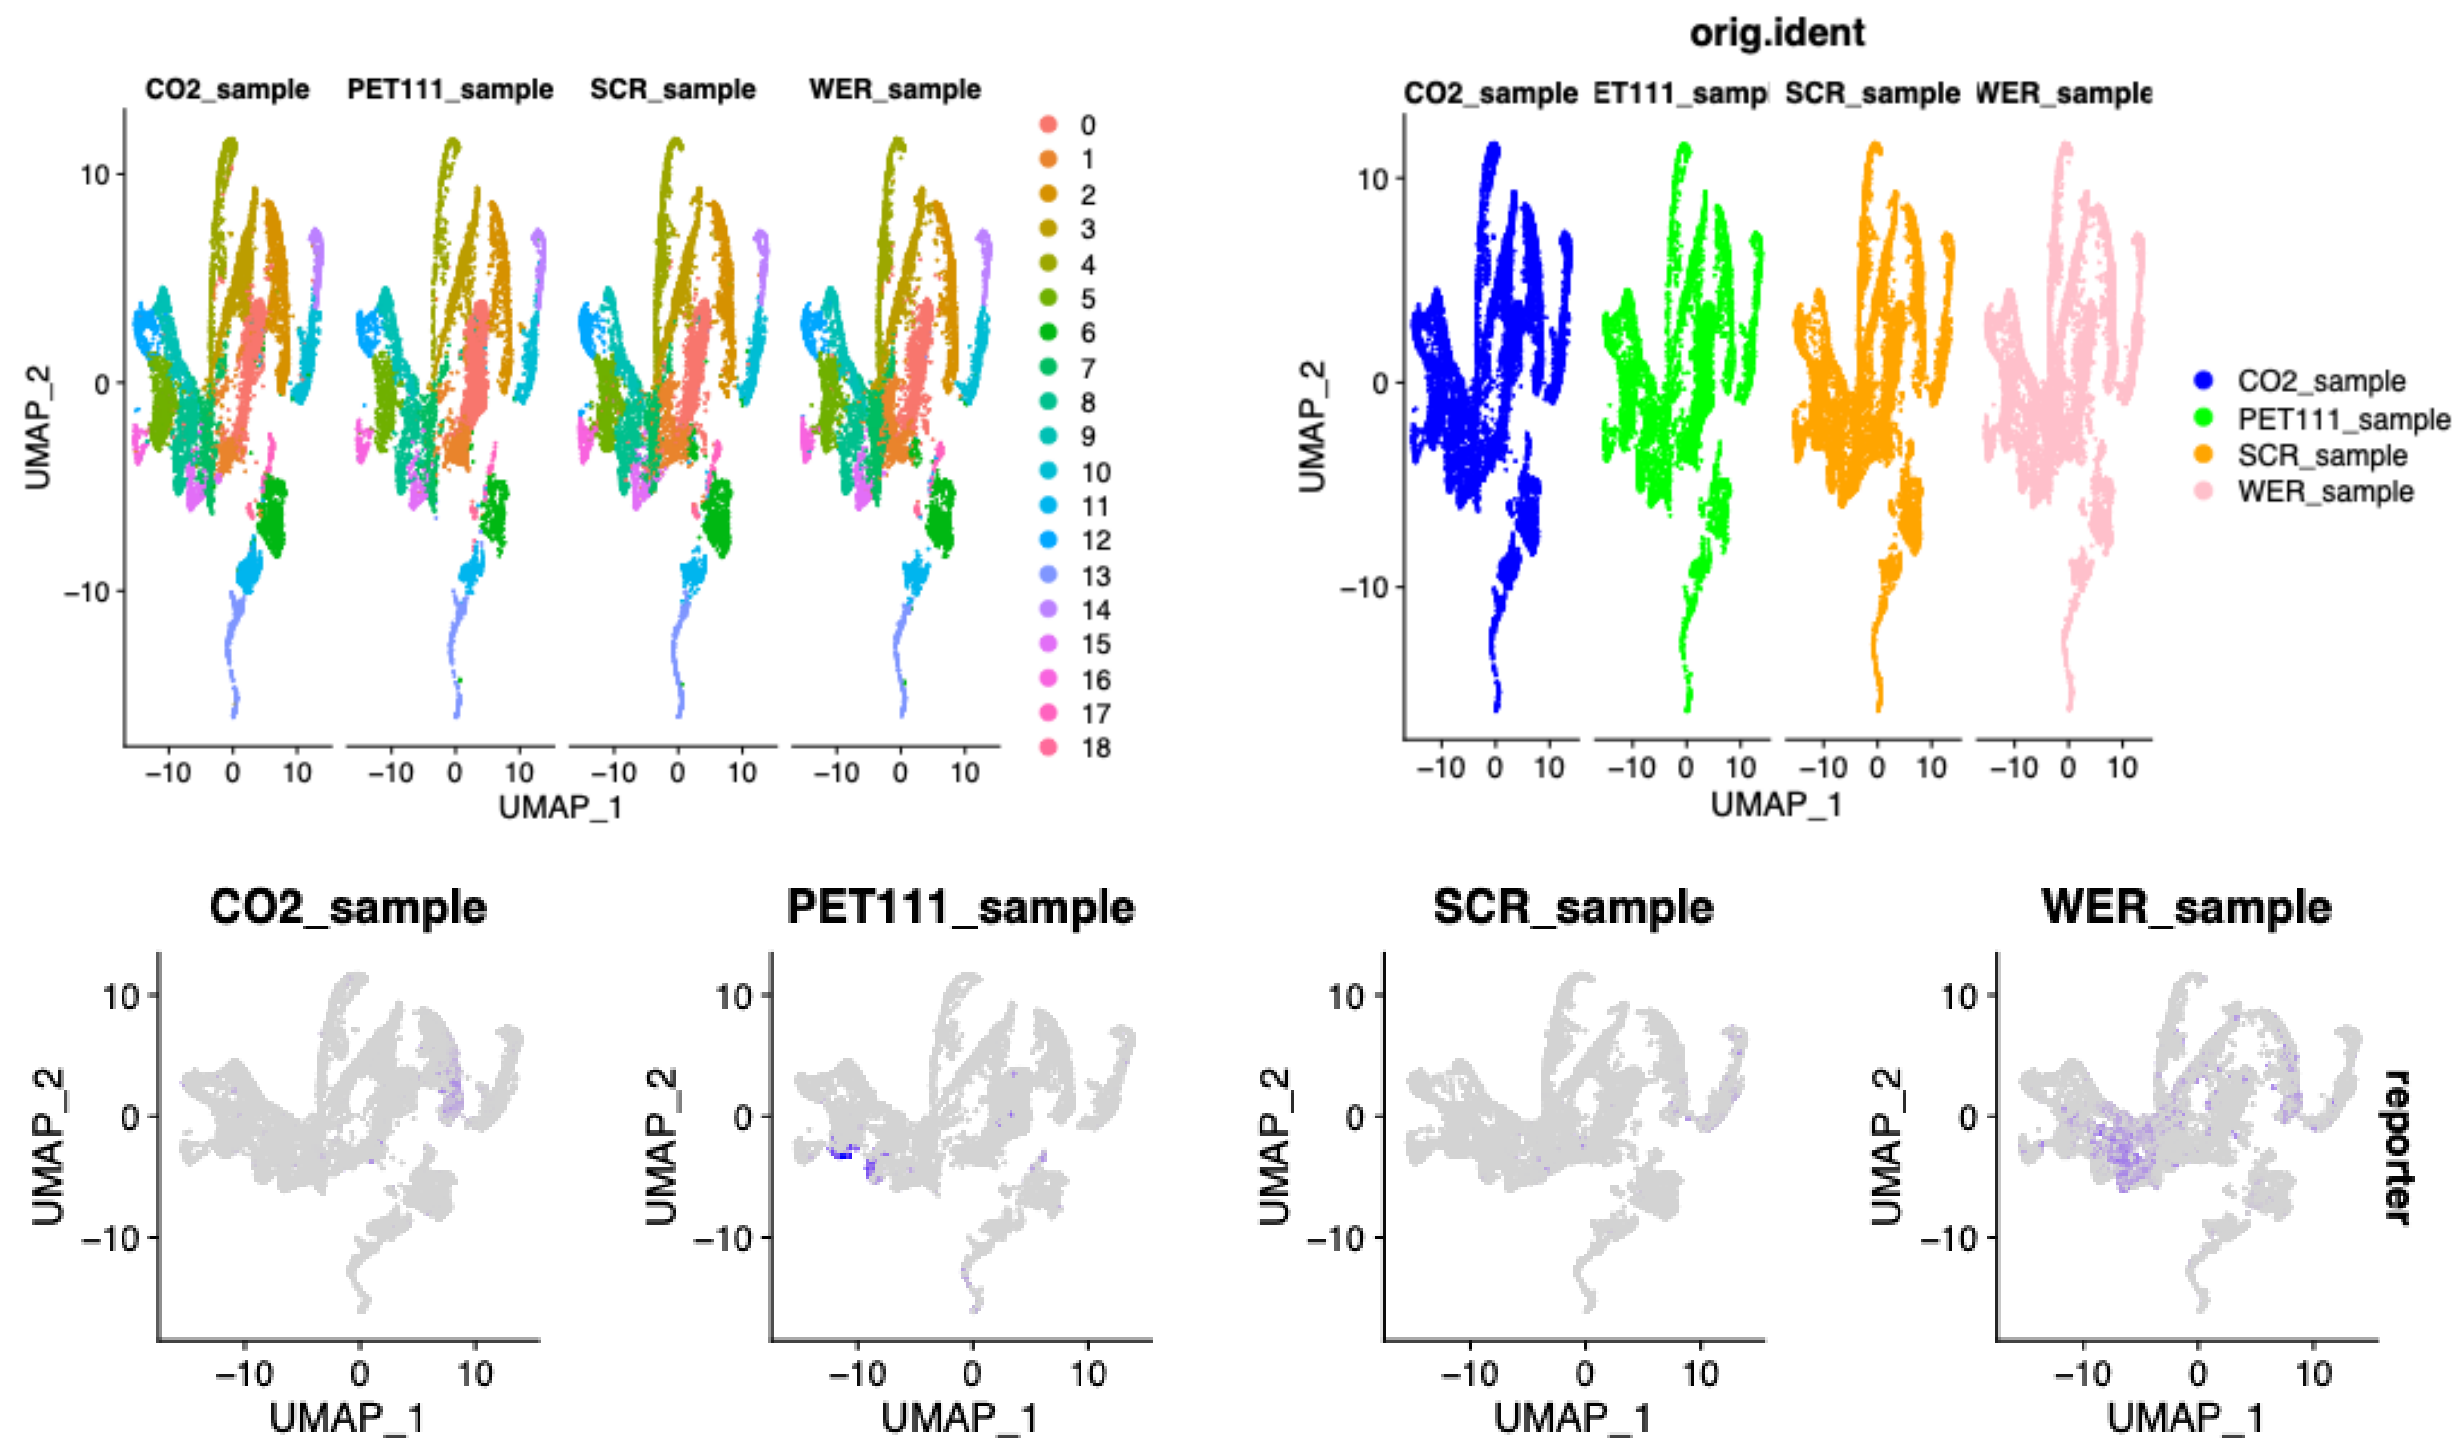 orig.ident
CO2_sample PET111_sample SCR_sample WER_sample
10
0
−10
UMAP_2
−10 0 10 −10 0 10 −10 0 10 −10 0 10
UMAP_1
0
1
2
3
4
5
6
7
8
9
10
11
12
13
14
15
16
17
18
CO2_sample ET111_sampl SCR_sample WER_sample
10
0
−10
UMAP_2
−10 0 10 −10 0 10 −10 0 10 −10 0 10
UMAP_1
CO2_sample
PET111_sample
SCR_sample
WER_sample
CO2_sample
10
0
−10
UMAP_2
−10 0 10
UMAP_1
PET111_sample
10
0
−10
UMAP_2
−10 0 10
UMAP_1
SCR_sample
10
0
−10
UMAP_2
−10 0 10
UMAP_1
WER_sample
10
0
−10
UMAP_2
−10 0 10
UMAP_1
reporter